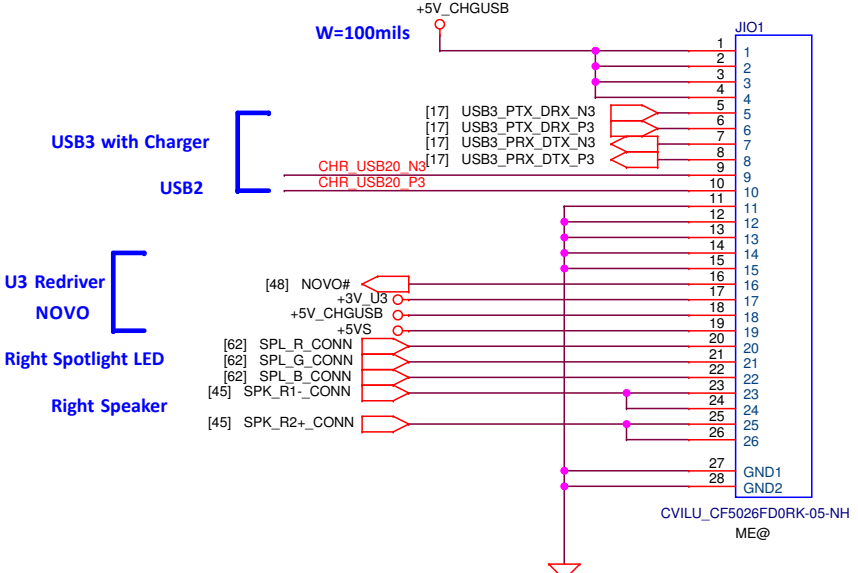 +5V_CHGUSB
W=100mils
JIO1
1 1
2 2
3 3
4 4
[17] USB3_PTX_DRX_N3 5 5
[17] USB3_PTX_DRX_P3 6 6
[17] USB3_PRX_DTX_N3 7 7
[17] USB3_PRX_DTX_P3 8 8
USB3 with Charger
CHR_USB20_N3 9 9
USB2
CHR_USB20_P3 10 10
11 11
12 12
13 13
14 14
15 15
U3 Redriver
[48] NOVO# 16 16
+3V_U3 17 17
NOVO
+5V_CHGUSB 18 18
+5VS 19 19
[62] SPL_R_CONN 20 20
Right Spotlight LED
[62] SPL_G_CONN 21 21
[62] SPL_B_CONN 22 22
[45] SPK_R1-_CONN 23 23
Right Speaker
24 24
[45] SPK_R2+_CONN 25 25
26 26
27 GND1
28 GND2
CVILU_CF5026FD0RK-05-NH
ME@